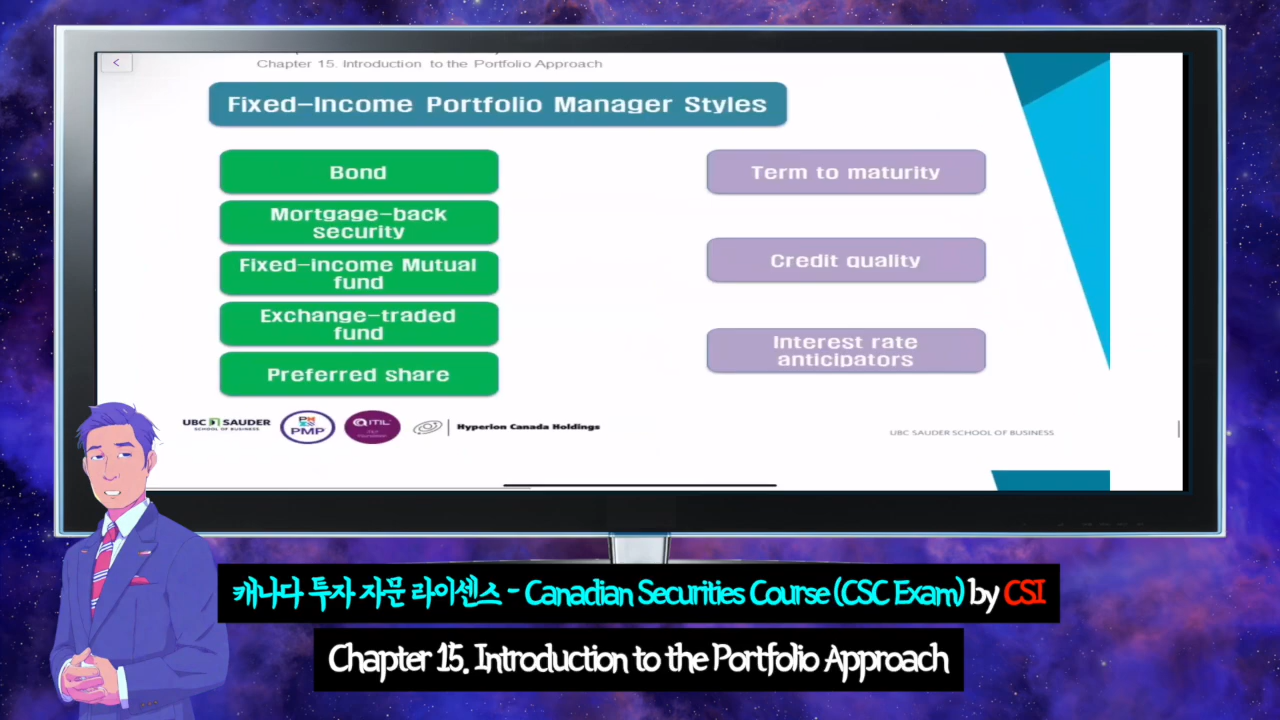 <
Chapter 15. Introduction to the Portfolio Approach
Fixed-Income Portfolio Manager Styles
Bond
Mortgage-back
security
Fixed-income Mutual
fund
Exchange-traded
fund
Preferred share
Term to maturity
Credit quality
Interest rate
anticipators
UBC SAUDER
SCHOOL OF BUSINESS
PMP
Hyperion Canada Holdings
UBC SAUDER SCHOOL OF BUSINESS
캐나다 투자 자문 라이센스 - Canadian Securities Course (CSC Exam) by CSI
Chapter 15. Introduction to the Portfolio Approach